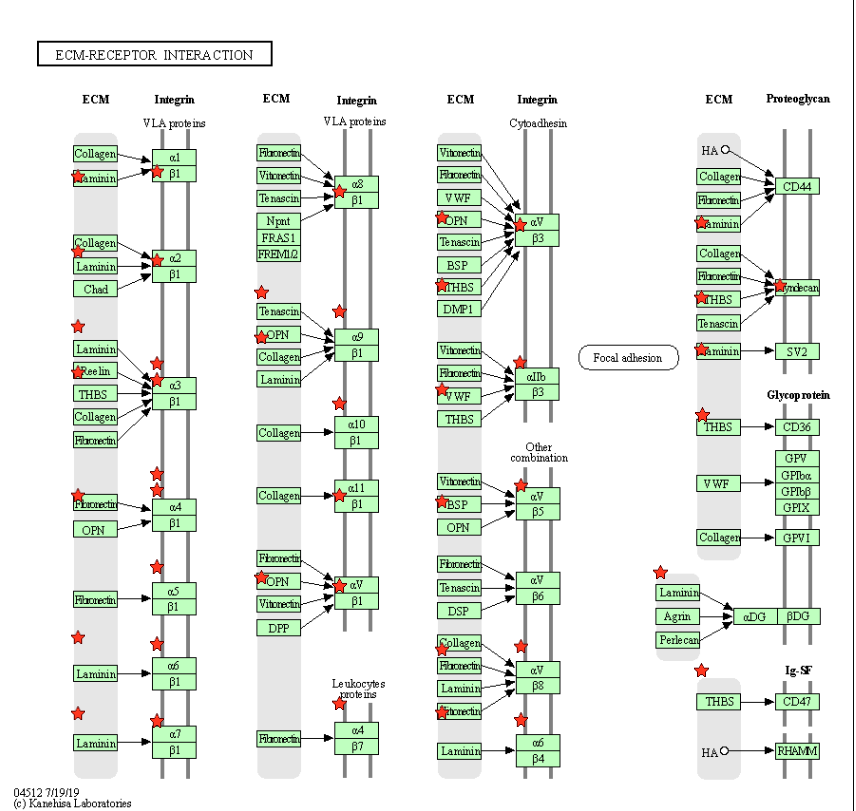 ECM-RECEPTOR INTERACTION
ECM
Integrin
VLA proteins
Collagen
Laminin
α1
β1
Collagen
Laminin
Chad
α2
β1
Laminin
Reelin
THBS
Collagen
Fibronectin
α3
β1
Fibronectin
OPN
α4
β1
Fibronectin
α5
β1
Laminin
α6
β1
Laminin
α7
β1
ECM
Integrin
VLA proteins
Fibronectin
Vitronectin
Tenascin
Npnt
FRAS1
FREM1/2
α8
β1
Tenascin
OPN
Collagen
Laminin
α9
β1
Collagen
α10
β1
Collagen
α11
β1
Fibronectin
OPN
Vitronectin
DPP
αV
β1
Leukocytes
proteins
Fibronectin
α4
β7
ECM
Integrin
Cytoadhesin
Vitronectin
Fibronectin
VWF
OPN
Tenascin
BSP
THBS
DMP1
αV
β3
Vitronectin
Fibronectin
VWF
THBS
αIIb
β3
Other
combination
Vitronectin
BSP
OPN
αV
β5
Fibronectin
Tenascin
DSP
αV
β6
Collagen
Fibronectin
Laminin
Vitronectin
αV
β8
Laminin
α6
β4
Focal adhesion
ECM
Proteoglycan
HA
Collagen
Fibronectin
Laminin
CD44
Collagen
Fibronectin
THBS
Tenascin
Syndecan
Laminin
SV2
Glycoprotein
THBS
CD36
VWF
GPV
GPIbα
GPIbβ
GPIX
Collagen
GPVI
Laminin
Agrin
Perlecan
αDG
βDG
Ig-SF
THBS
CD47
HA
RHAMM
04512 7/19/19
(c) Kanehisa Laboratories